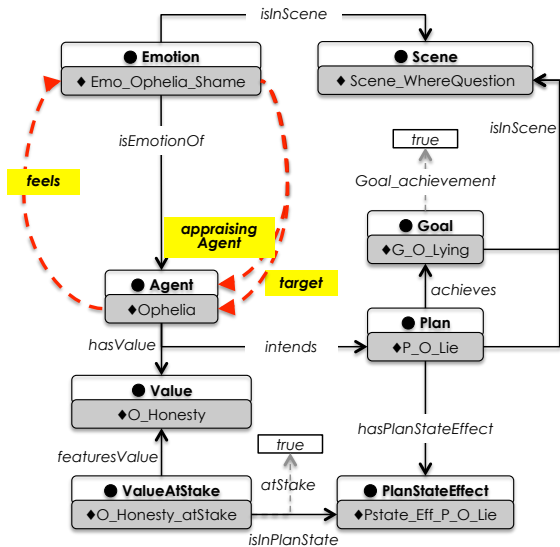 isInScene
● Emotion
♦ Emo_Ophelia_Shame
● Scene
♦ Scene_WhereQuestion
isEmotionOf
true
isInScene
feels
Goal_achievement
appraising
Agent
● Goal
♦ G_O_Lying
● Agent
♦Ophelia
target
achieves
● Plan
♦ P_O_Lie
hasValue
intends
● Value
♦ O_Honesty
hasPlanStateEffect
true
featuresValue
atStake
● ValueAtStake
♦O_Honesty_atStake
● PlanStateEffect
♦Pstate_Eff_P_O_Lie
isInPlanState